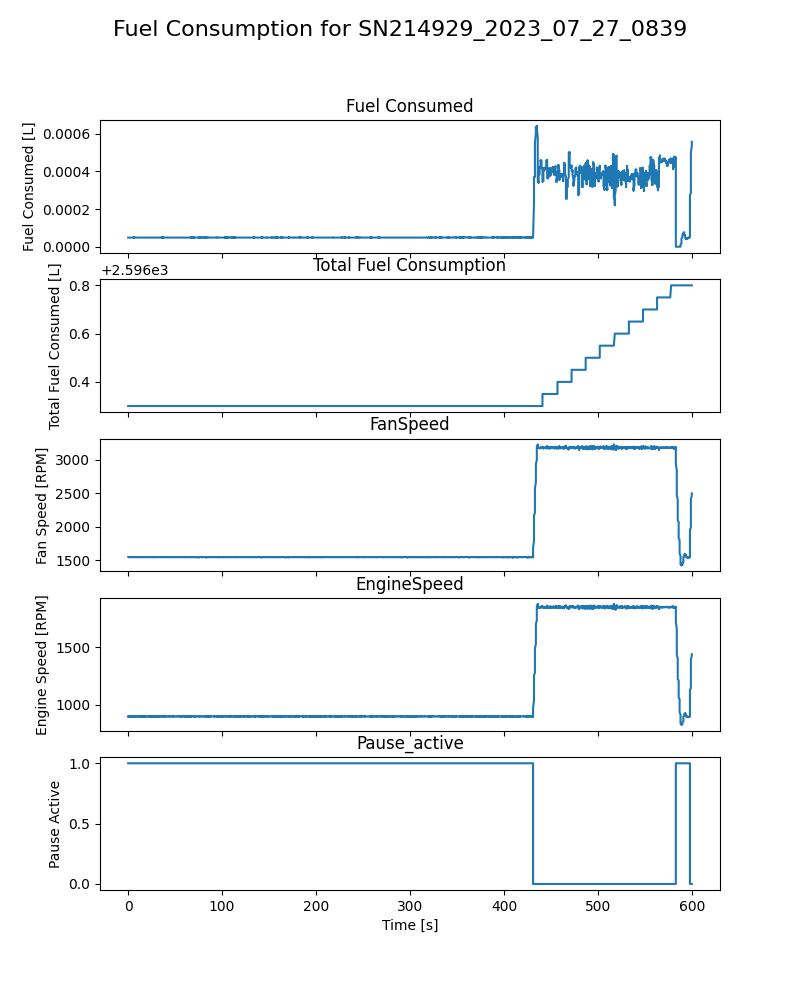 Fuel Consumption for SN214929_2023_07_27_0839
Fuel Consumed
Fuel Consumed [L]
0.0006
0.0004
0.0002
0.0000
+2.596e3
Total Fuel Consumption
Total Fuel Consumed [L]
0.8
0.6
0.4
FanSpeed
Fan Speed [RPM]
3000
2500
2000
1500
EngineSpeed
Engine Speed [RPM]
1500
1000
Pause_active
Pause Active
1.0
0.5
0.0
0 100 200 300 400 500 600
Time [s]